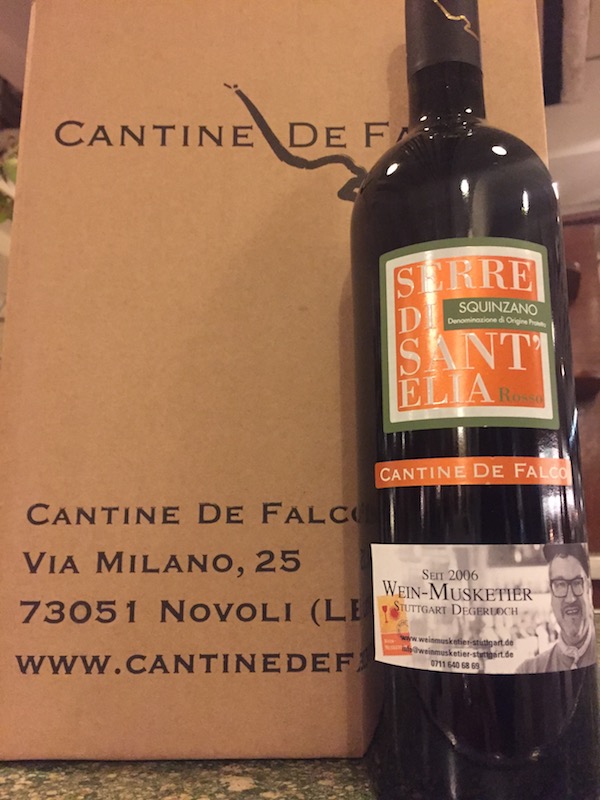 CANTINE DE FA
CANTINE DE FALCO
VIA MILANO, 25
73051 NOVOLI (LE
WWW.CANTINEDEF
SERRE
DI
SANT'
ELIA
SQUINZANO
Denominazione di Origine Protetta
ROSSO
CANTINE DE FALCO
SEIT 2006
WEIN-MUSKETIER
STUTTGART DEGERLOCH
www.weinmusketier-stuttgart.de
info@weinmusketier-stuttgart.de
0711 640 68 69